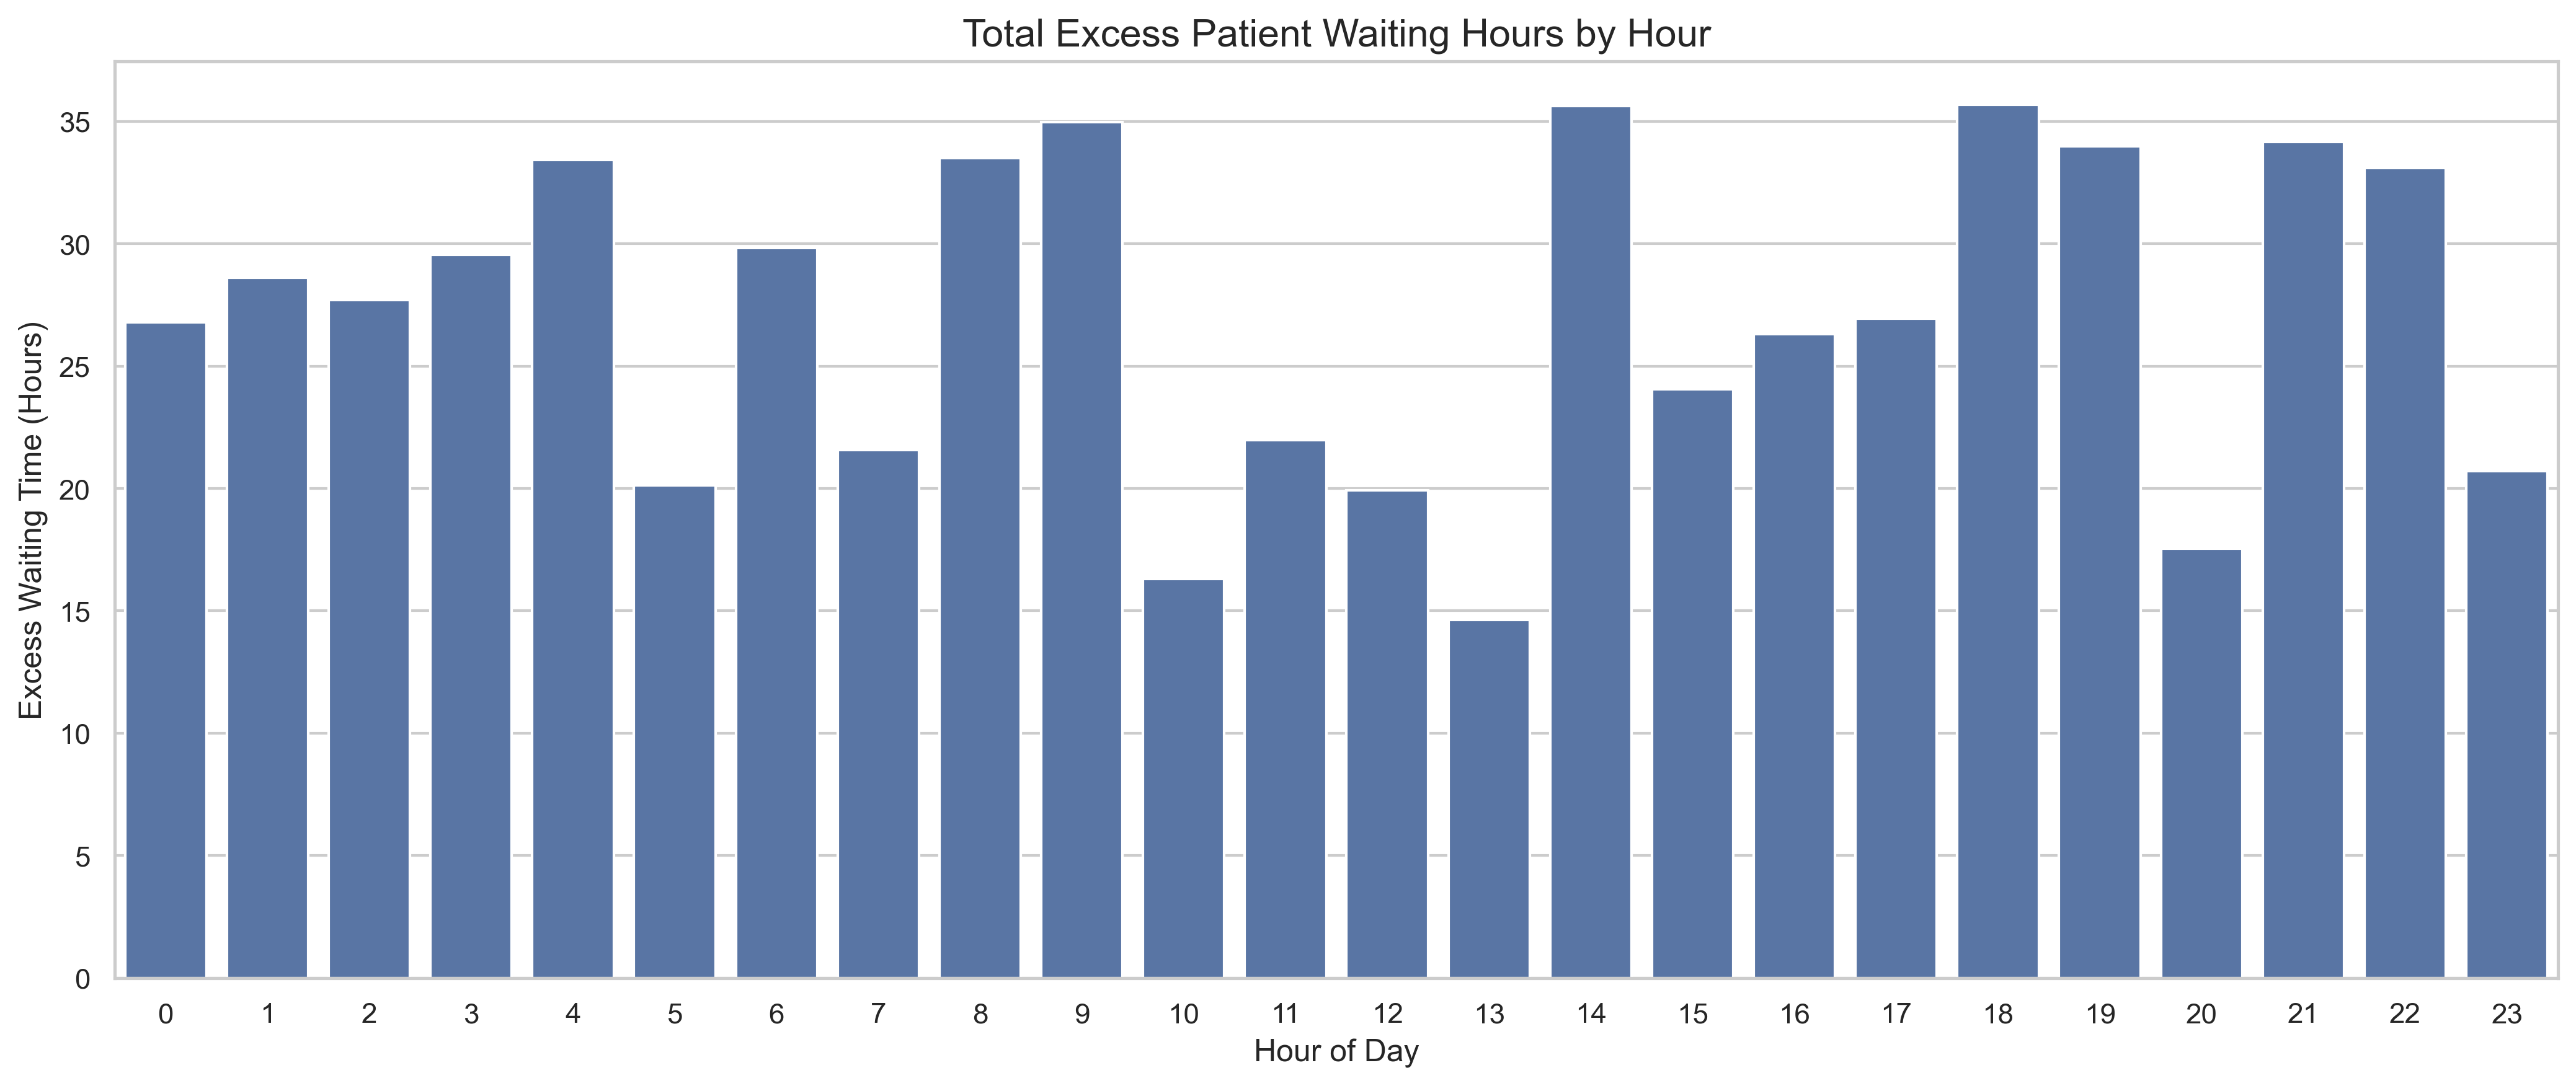 Total Excess Patient Waiting Hours by Hour
Excess Waiting Time (Hours)
35
30
25
20
15
10
5
0
0 1 2 3 4 5 6 7 8 9 10 11 12 13 14 15 16 17 18 19 20 21 22 23
Hour of Day